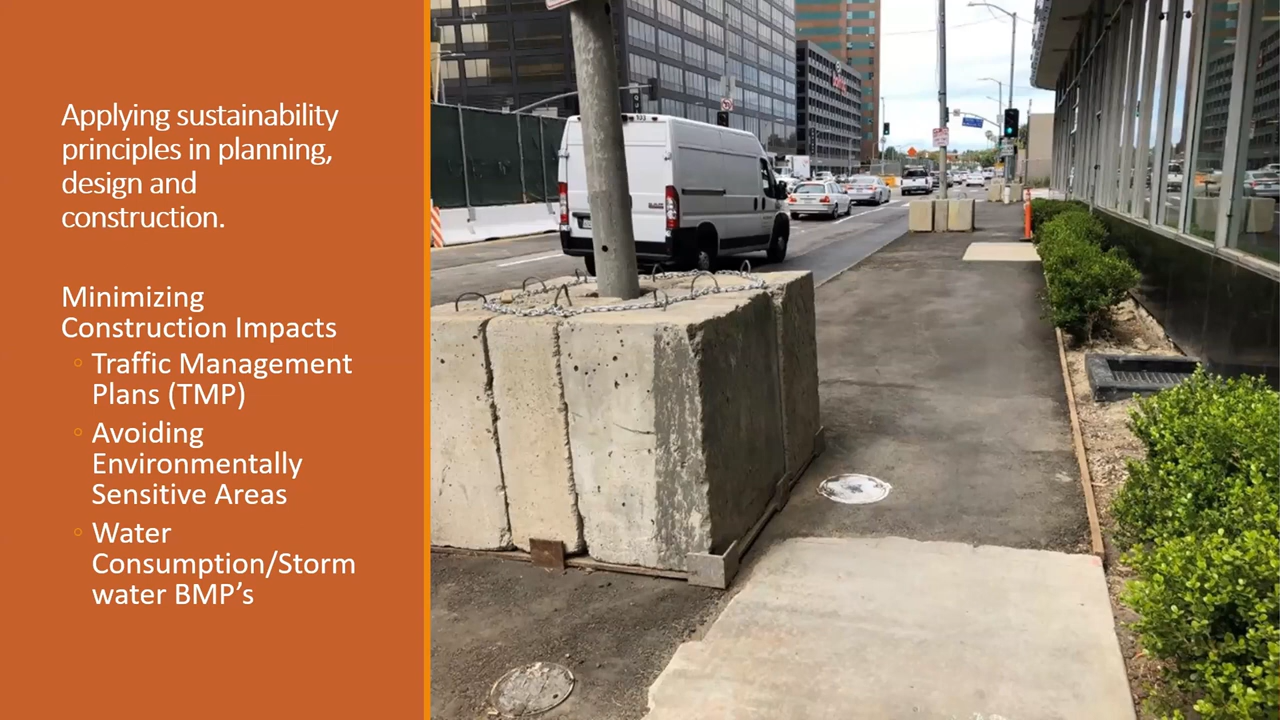 Applying sustainability
principles in planning,
design and
construction.
Minimizing
Construction Impacts
◦ Traffic Management
Plans (TMP)
◦ Avoiding
Environmentally
Sensitive Areas
◦ Water
Consumption/Storm
water BMP’s
103